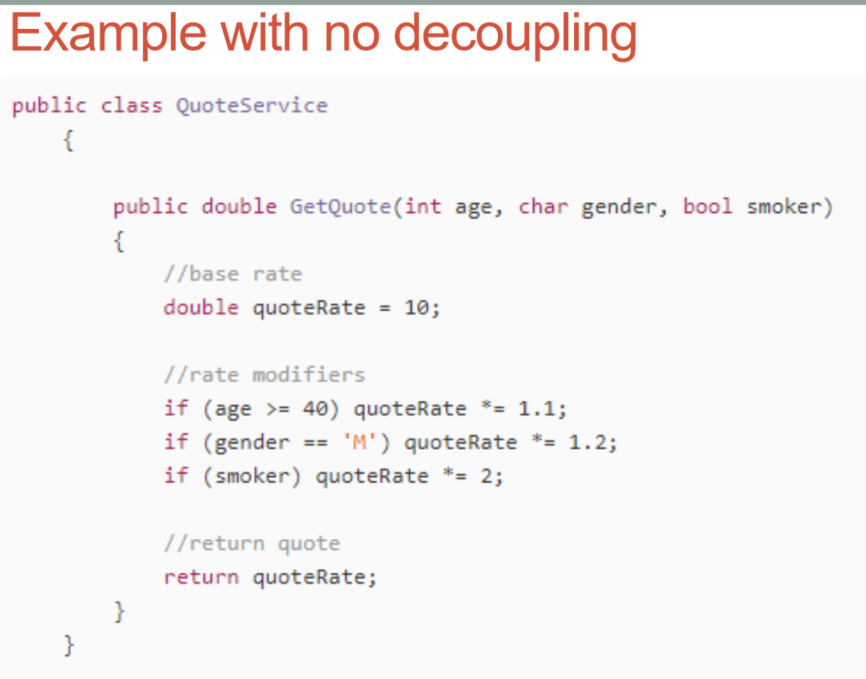 Example with no decoupling
public class QuoteService
{
public double GetQuote(int age, char gender, bool smoker)
{
//base rate
double quoteRate = 10;
//rate modifiers
if (age >= 40) quoteRate *= 1.1;
if (gender == 'M') quoteRate *= 1.2;
if (smoker) quoteRate *= 2;
//return quote
return quoteRate;
}
}